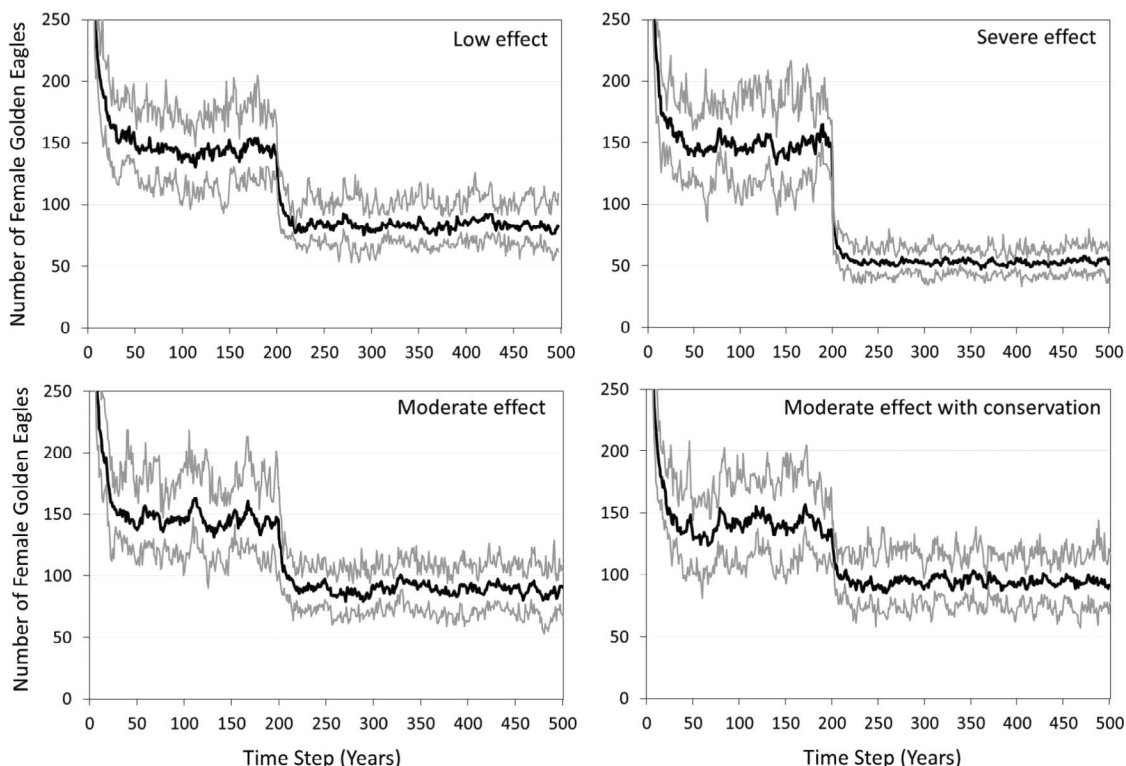 Low effect
Number of Female Golden Eagles
250
200
150
100
50
0
0 50 100 150 200 250 300 350 400 450 500
Severe effect
250
200
150
100
50
0
0 50 100 150 200 250 300 350 400 450 500
Moderate effect
Number of Female Golden Eagles
250
200
150
100
50
0
0 50 100 150 200 250 300 350 400 450 500
Time Step (Years)
Moderate effect with conservation
250
200
150
100
50
0
0 50 100 150 200 250 300 350 400 450 500
Time Step (Years)